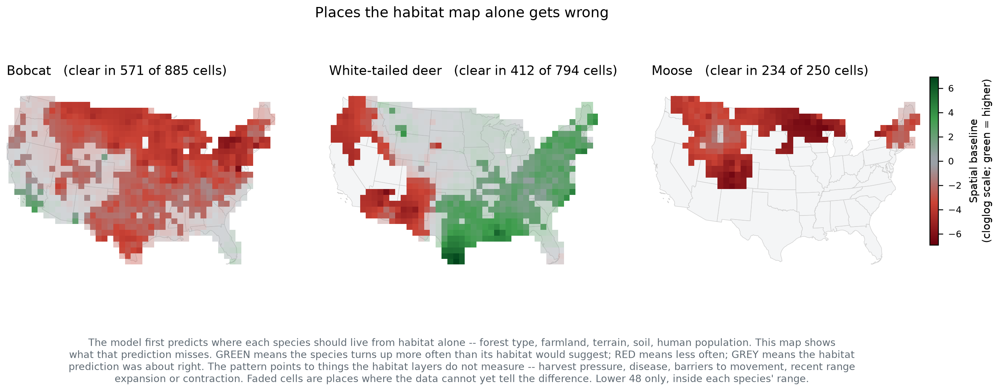 Places the habitat map alone gets wrong
Bobcat   (clear in 571 of 885 cells)
White-tailed deer   (clear in 412 of 794 cells)
Moose   (clear in 234 of 250 cells)
6
4
2
0
−2
−4
−6
Spatial baseline
(cloglog scale; green = higher)
The model first predicts where each species should live from habitat alone -- forest type, farmland, terrain, soil, human population. This map shows
what that prediction misses. GREEN means the species turns up more often than its habitat would suggest; RED means less often; GREY means the habitat
prediction was about right. The pattern points to things the habitat layers do not measure -- harvest pressure, disease, barriers to movement, recent range
expansion or contraction. Faded cells are places where the data cannot yet tell the difference. Lower 48 only, inside each species' range.